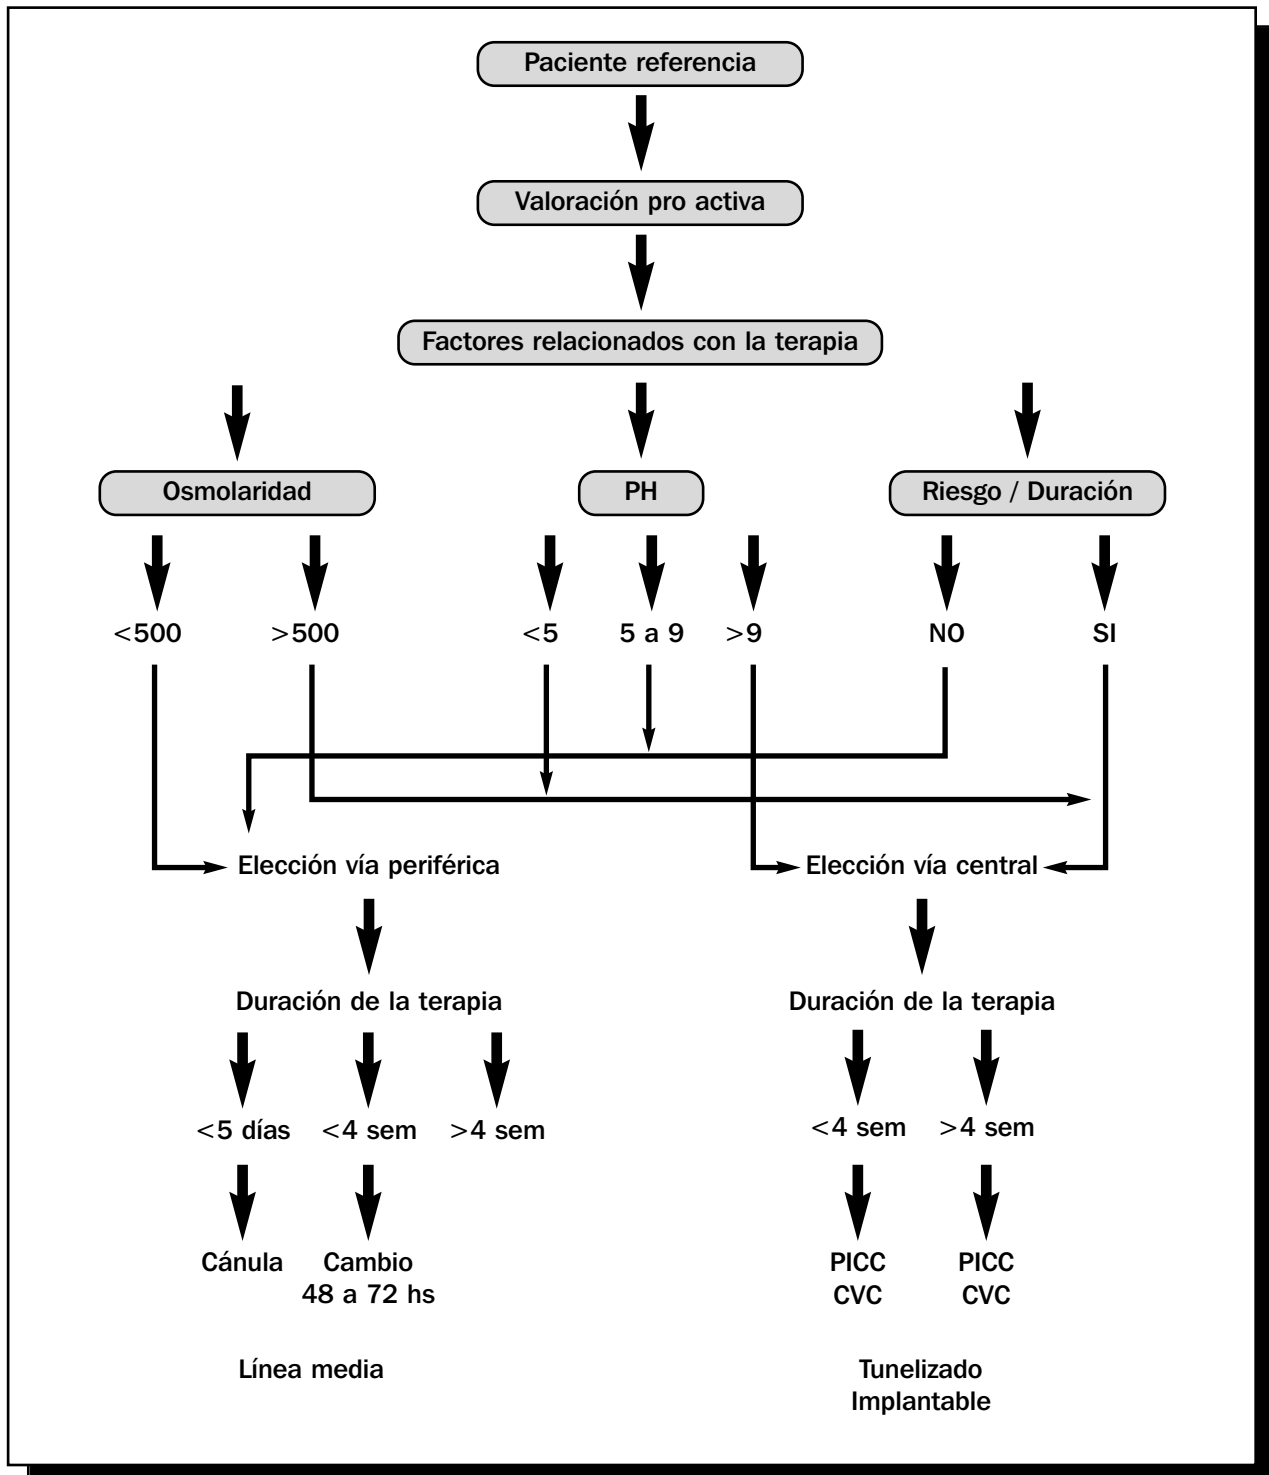 Paciente referencia
Valoración pro activa
Factores relacionados con la terapia
Osmolaridad
PH
Riesgo / Duración
<500
>500
<5
5 a 9
>9
NO
SI
Elección vía periférica
Elección vía central
Duración de la terapia
Duración de la terapia
<5 días
<4 sem
>4 sem
<4 sem
>4 sem
Cánula
Cambio
48 a 72 hs
PICC
CVC
PICC
CVC
Línea media
Tunelizado
Implantable